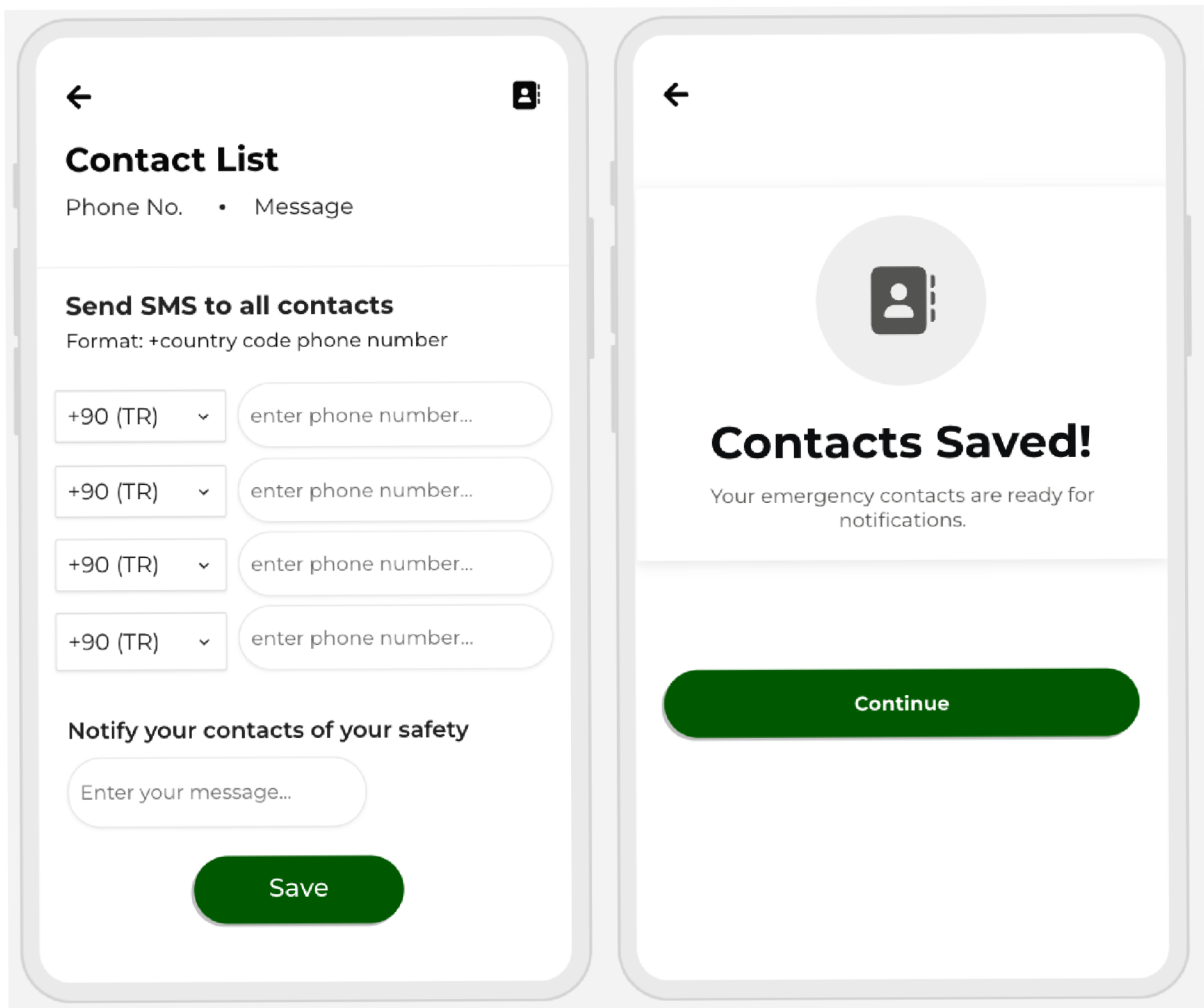 Contact List
Phone No. • Message
Send SMS to all contacts
Format: +country code phone number
+90 (TR) enter phone number...
+90 (TR) enter phone number...
+90 (TR) enter phone number...
+90 (TR) enter phone number...
Notify your contacts of your safety
Enter your message...
Save
Contacts Saved!
Your emergency contacts are ready for
notifications.
Continue